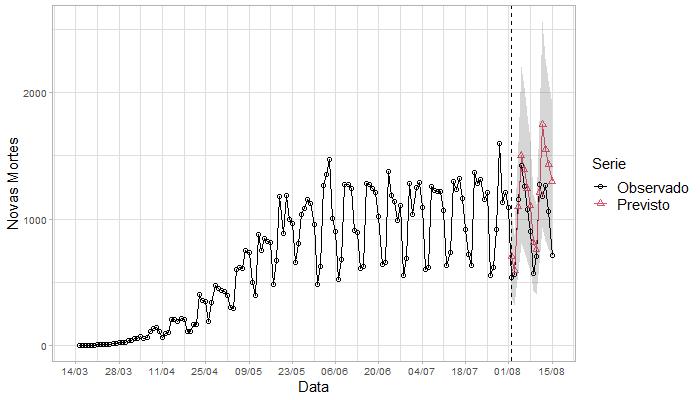 Novas Mortes
2000
1000
0
14/03 28/03 11/04 25/04 09/05 23/05 06/06 20/06 04/07 18/07 01/08 15/08
Data
Serie
Observado
Previsto